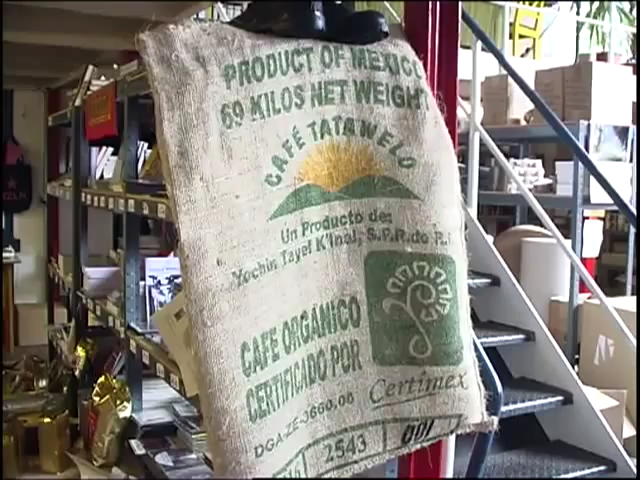 PRODUCT OF MEXICO
69 KILOS NET WEIGHT
CAFÉ TATAWELO
Un Producto de:
Yochin Tayel K'inal, S.P.R. de R.I.
CAFE ORGANICO
CERTIFICADO POR
Certimex
DGA-ZE-3660.06
2543 001